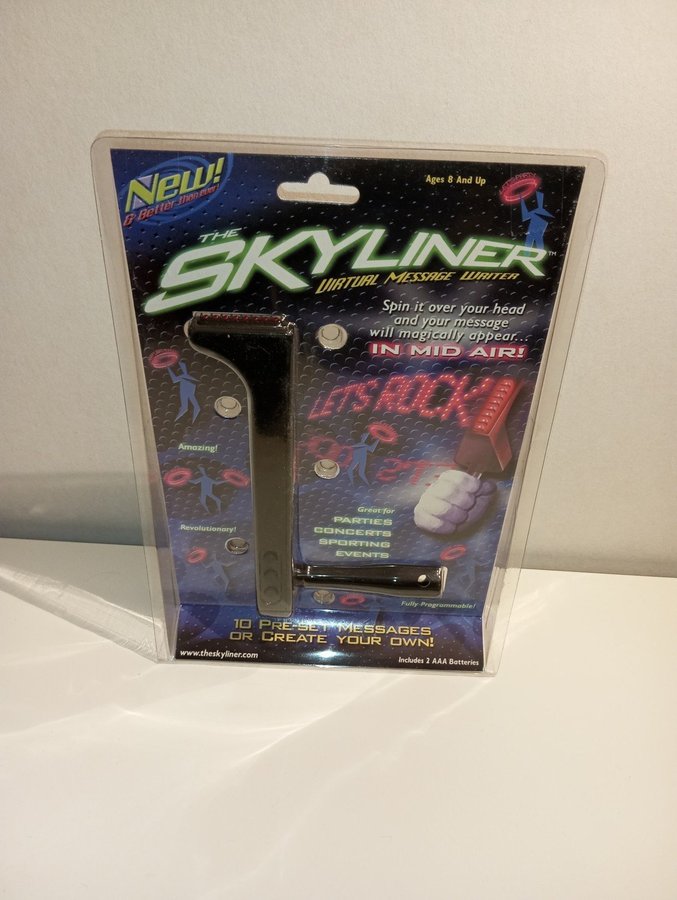 New!
& Better than ever!
Ages 8 And Up
THE
SKYLINER™
VIRTUAL MESSAGE WRITER
Spin it over your head
and your message
will magically appear...
IN MID AIR!
LET'S ROCK!
Amazing!
Revolutionary!
Great for
PARTIES
CONCERTS
SPORTING
EVENTS
Fully Programmable!
10 PRE-SET MESSAGES
OR CREATE YOUR OWN!
www.theskyliner.com
Includes 2 AAA Batteries